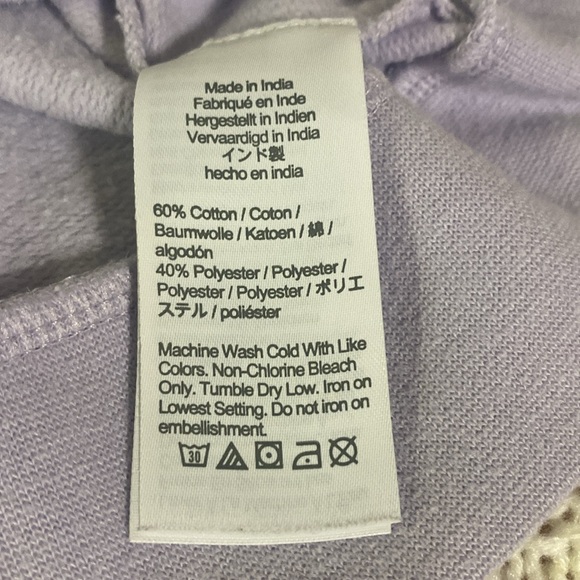 Made in India
Fabriqué en Inde
Hergestellt in Indien
Vervaardigd in India
インド製
hecho en india
60% Cotton / Coton /
Baumwolle / Katoen / 綿 /
algodón
40% Polyester / Polyester /
Polyester / Polyester / ポリエ
ステル / poliéster
Machine Wash Cold With Like
Colors. Non-Chlorine Bleach
Only. Tumble Dry Low. Iron on
Lowest Setting. Do not iron on
embellishment.
30